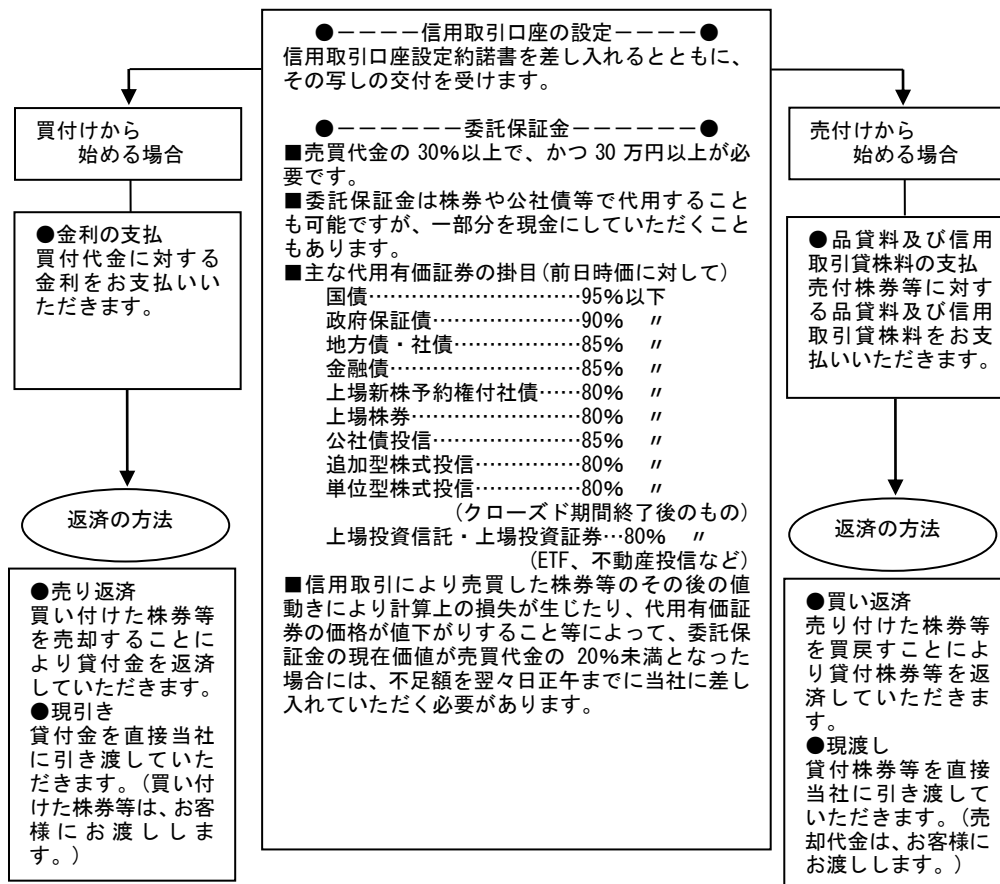 ●－－－－信用取引口座の設定－－－－●
信用取引口座設定約諾書を差し入れるとともに、
その写しの交付を受けます。
●－－－－－－委託保証金－－－－－－●
■売買代金の 30%以上で、かつ 30 万円以上が必
要です。
■委託保証金は株券や公社債等で代用すること
も可能ですが、一部分を現金にしていただくこと
もあります。
■主な代用有価証券の掛目(前日時価に対して)
国債…………………………95%以下
政府保証債…………………90% 〃
地方債・社債………………85% 〃
金融債………………………85% 〃
上場新株予約権付社債……80% 〃
上場株券……………………80% 〃
公社債投信…………………85% 〃
追加型株式投信……………80% 〃
単位型株式投信……………80% 〃
(クローズド期間終了後のもの)
上場投資信託・上場投資証券…80% 〃
(ETF、不動産投信など)
■信用取引により売買した株券等のその後の値
動きにより計算上の損失が生じたり、代用有価証
券の価格が値下がりすること等によって、委託保
証金の現在価値が売買代金の 20%未満となった
場合には、不足額を翌々日正午までに当社に差し
入れていただく必要があります。
買付けから
始める場合
●金利の支払
買付代金に対する
金利をお支払いい
ただきます。
返済の方法
●売り返済
買い付けた株券等
を売却することに
より貸付金を返済
していただきます。
●現引き
貸付金を直接当社
に引き渡していた
だきます。(買い付
けた株券等は、お客
様にお渡ししま
す。)
売付けから
始める場合
●品貸料及び信用
取引貸株料の支払
売付株券等に対す
る品貸料及び信用
取引貸株料をお支
払いいただきます。
返済の方法
●買い返済
売り付けた株券等
を買戻すことによ
り貸付株券等を返
済していただきま
す。
●現渡し
貸付株券等を直接
当社に引き渡して
いただきます。(売
却代金は、お客様に
お渡しします。)